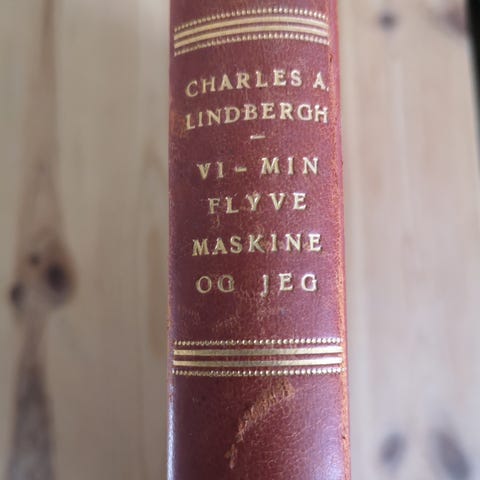 CHARLES A.
LINDBERGH
–
VI – MIN
FLYVE
MASKINE
OG JEG